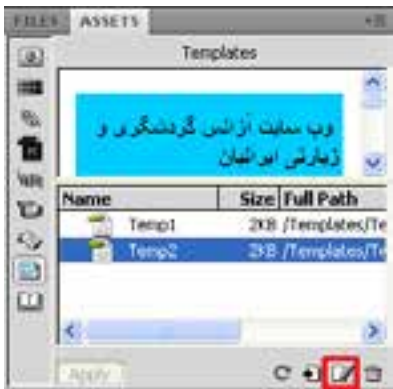 FILES ASSETS
Templates
وب سایت آژانس گردشگری و
زیارتی ایرانیان
Name Size Full Path
Temp1 2KB /Templates/Te
Temp2 2KB /Templates/Te
Apply